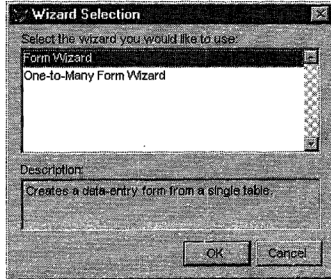 Wizard Selection
Select the wizard you would like to use:
Form Wizard
One-to-Many Form Wizard
Description:
Creates a data-entry form from a single table.
OK
Cancel